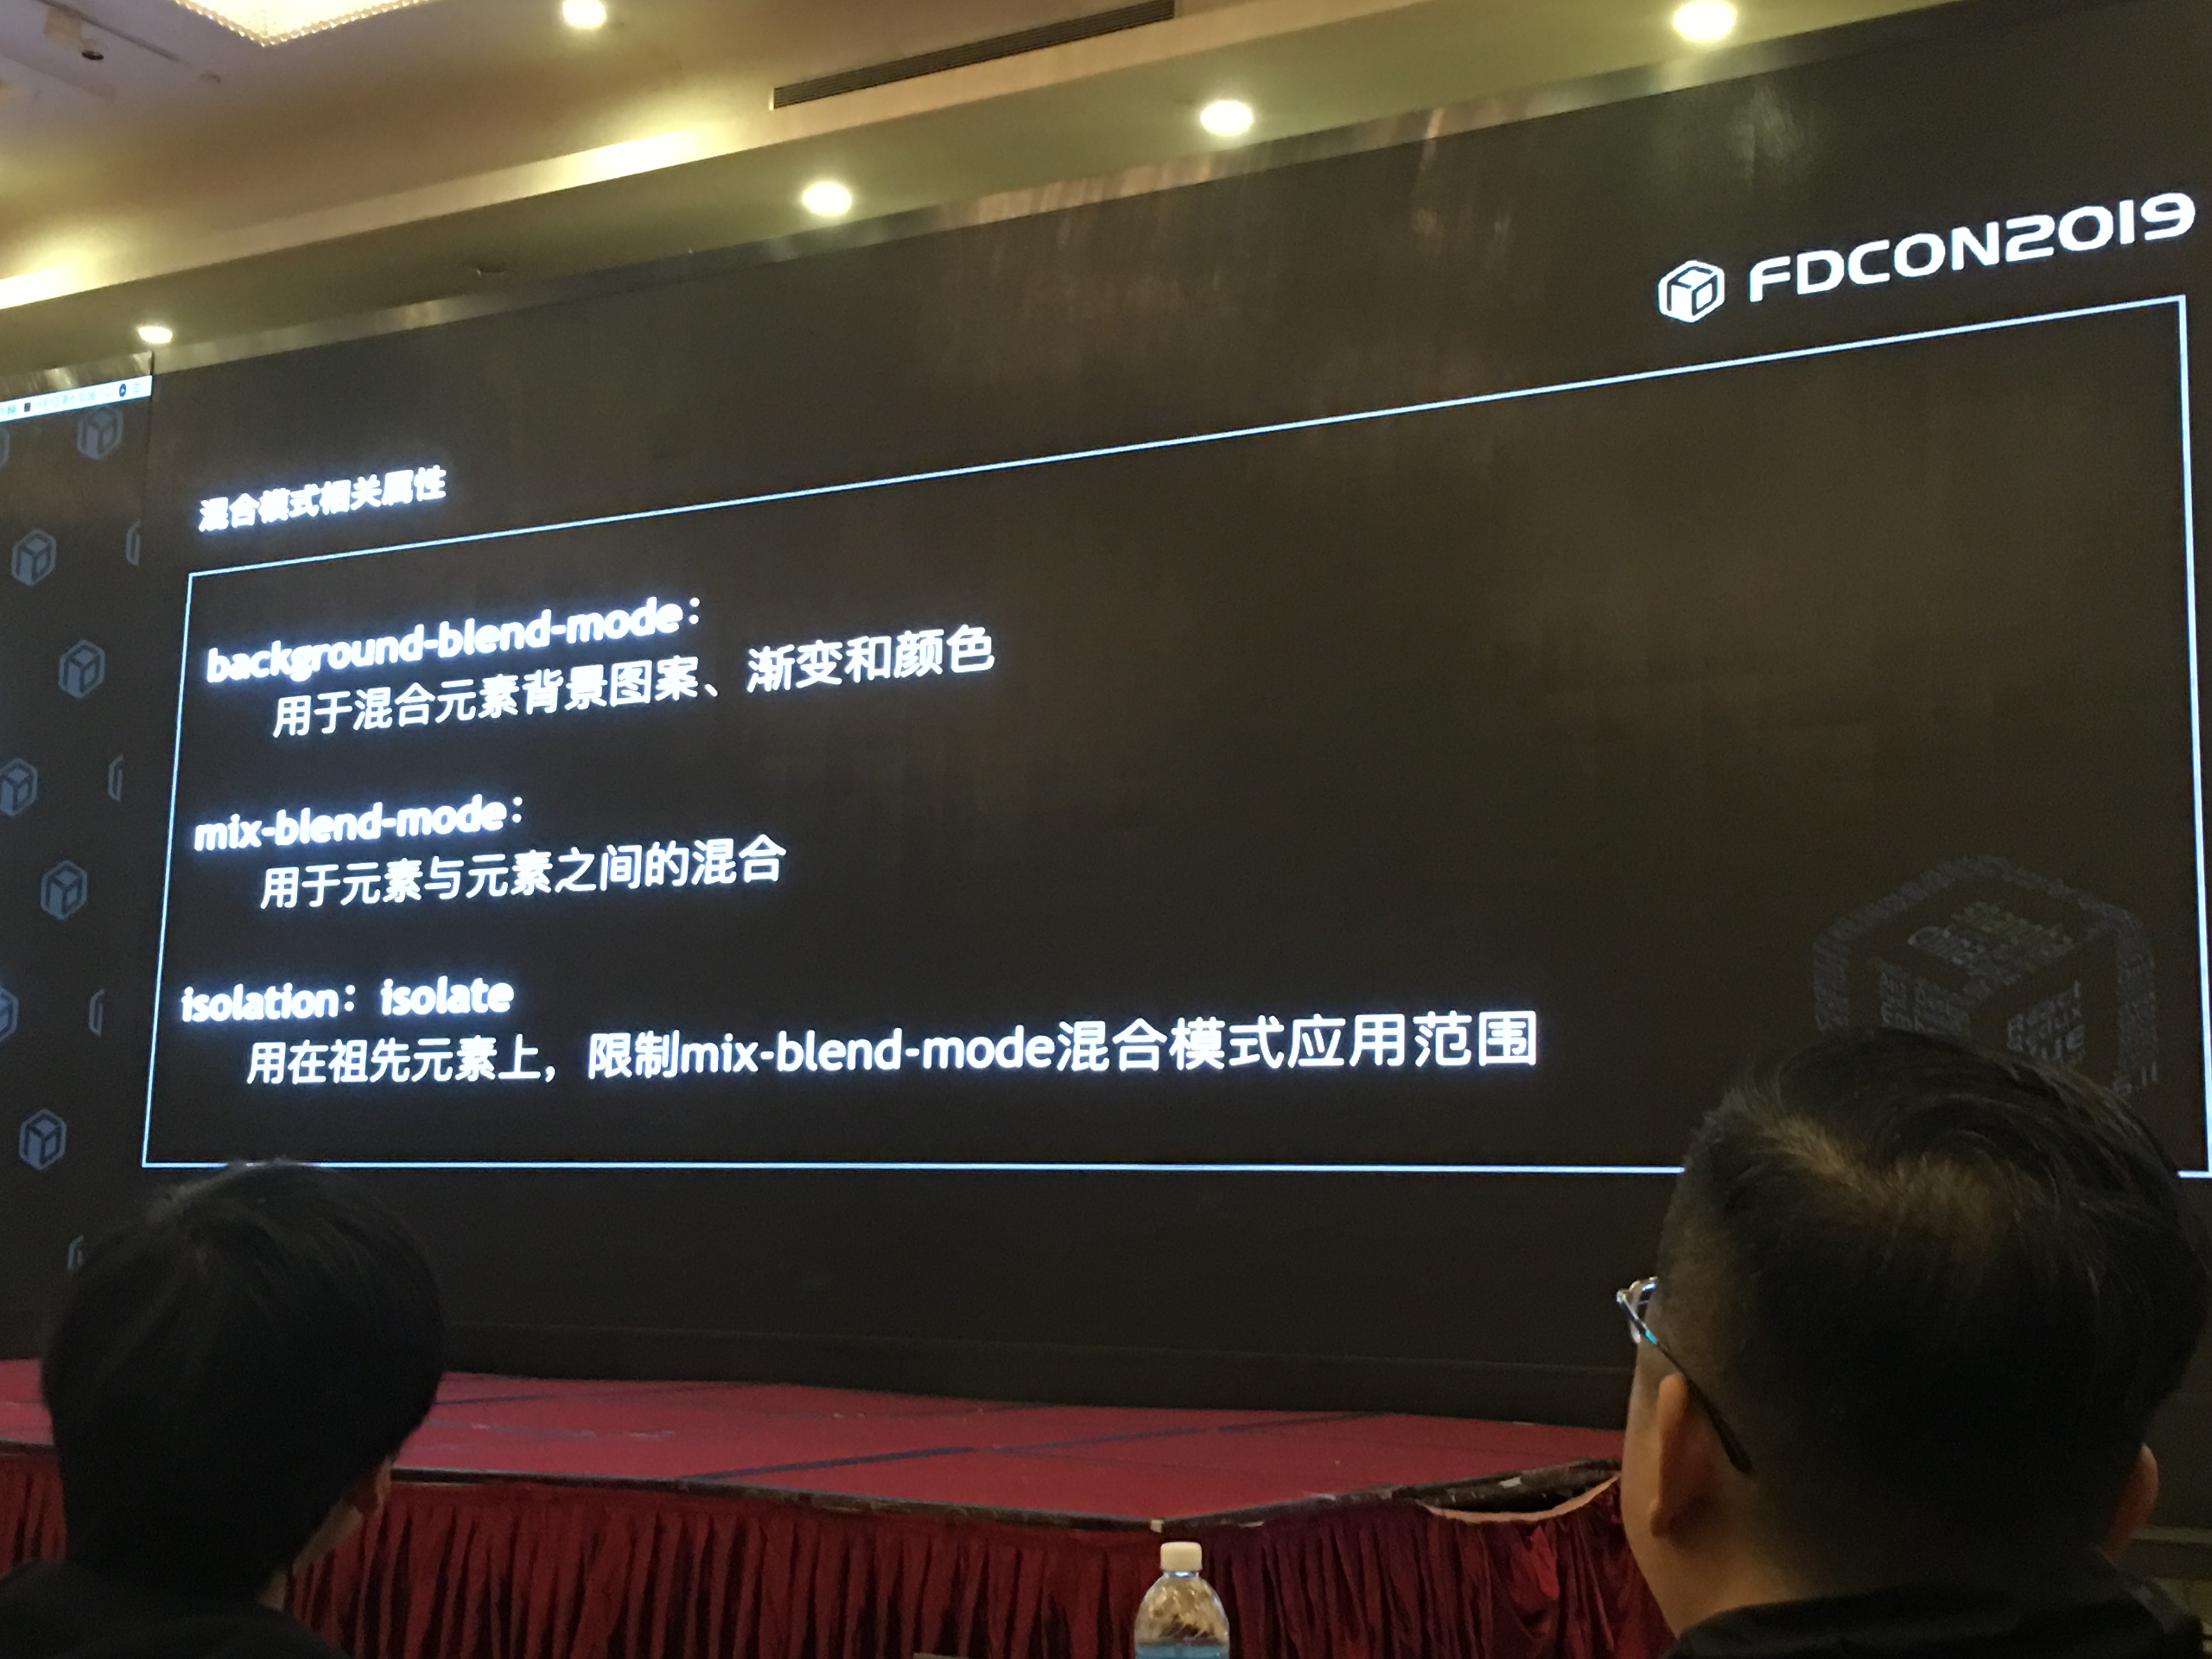 混合模式相关属性
FDCON2019
background-blend-mode：
用于混合元素背景图案、渐变和颜色
mix-blend-mode：
用于元素与元素之间的混合
isolation：isolate
用在祖先元素上，限制mix-blend-mode混合模式应用范围